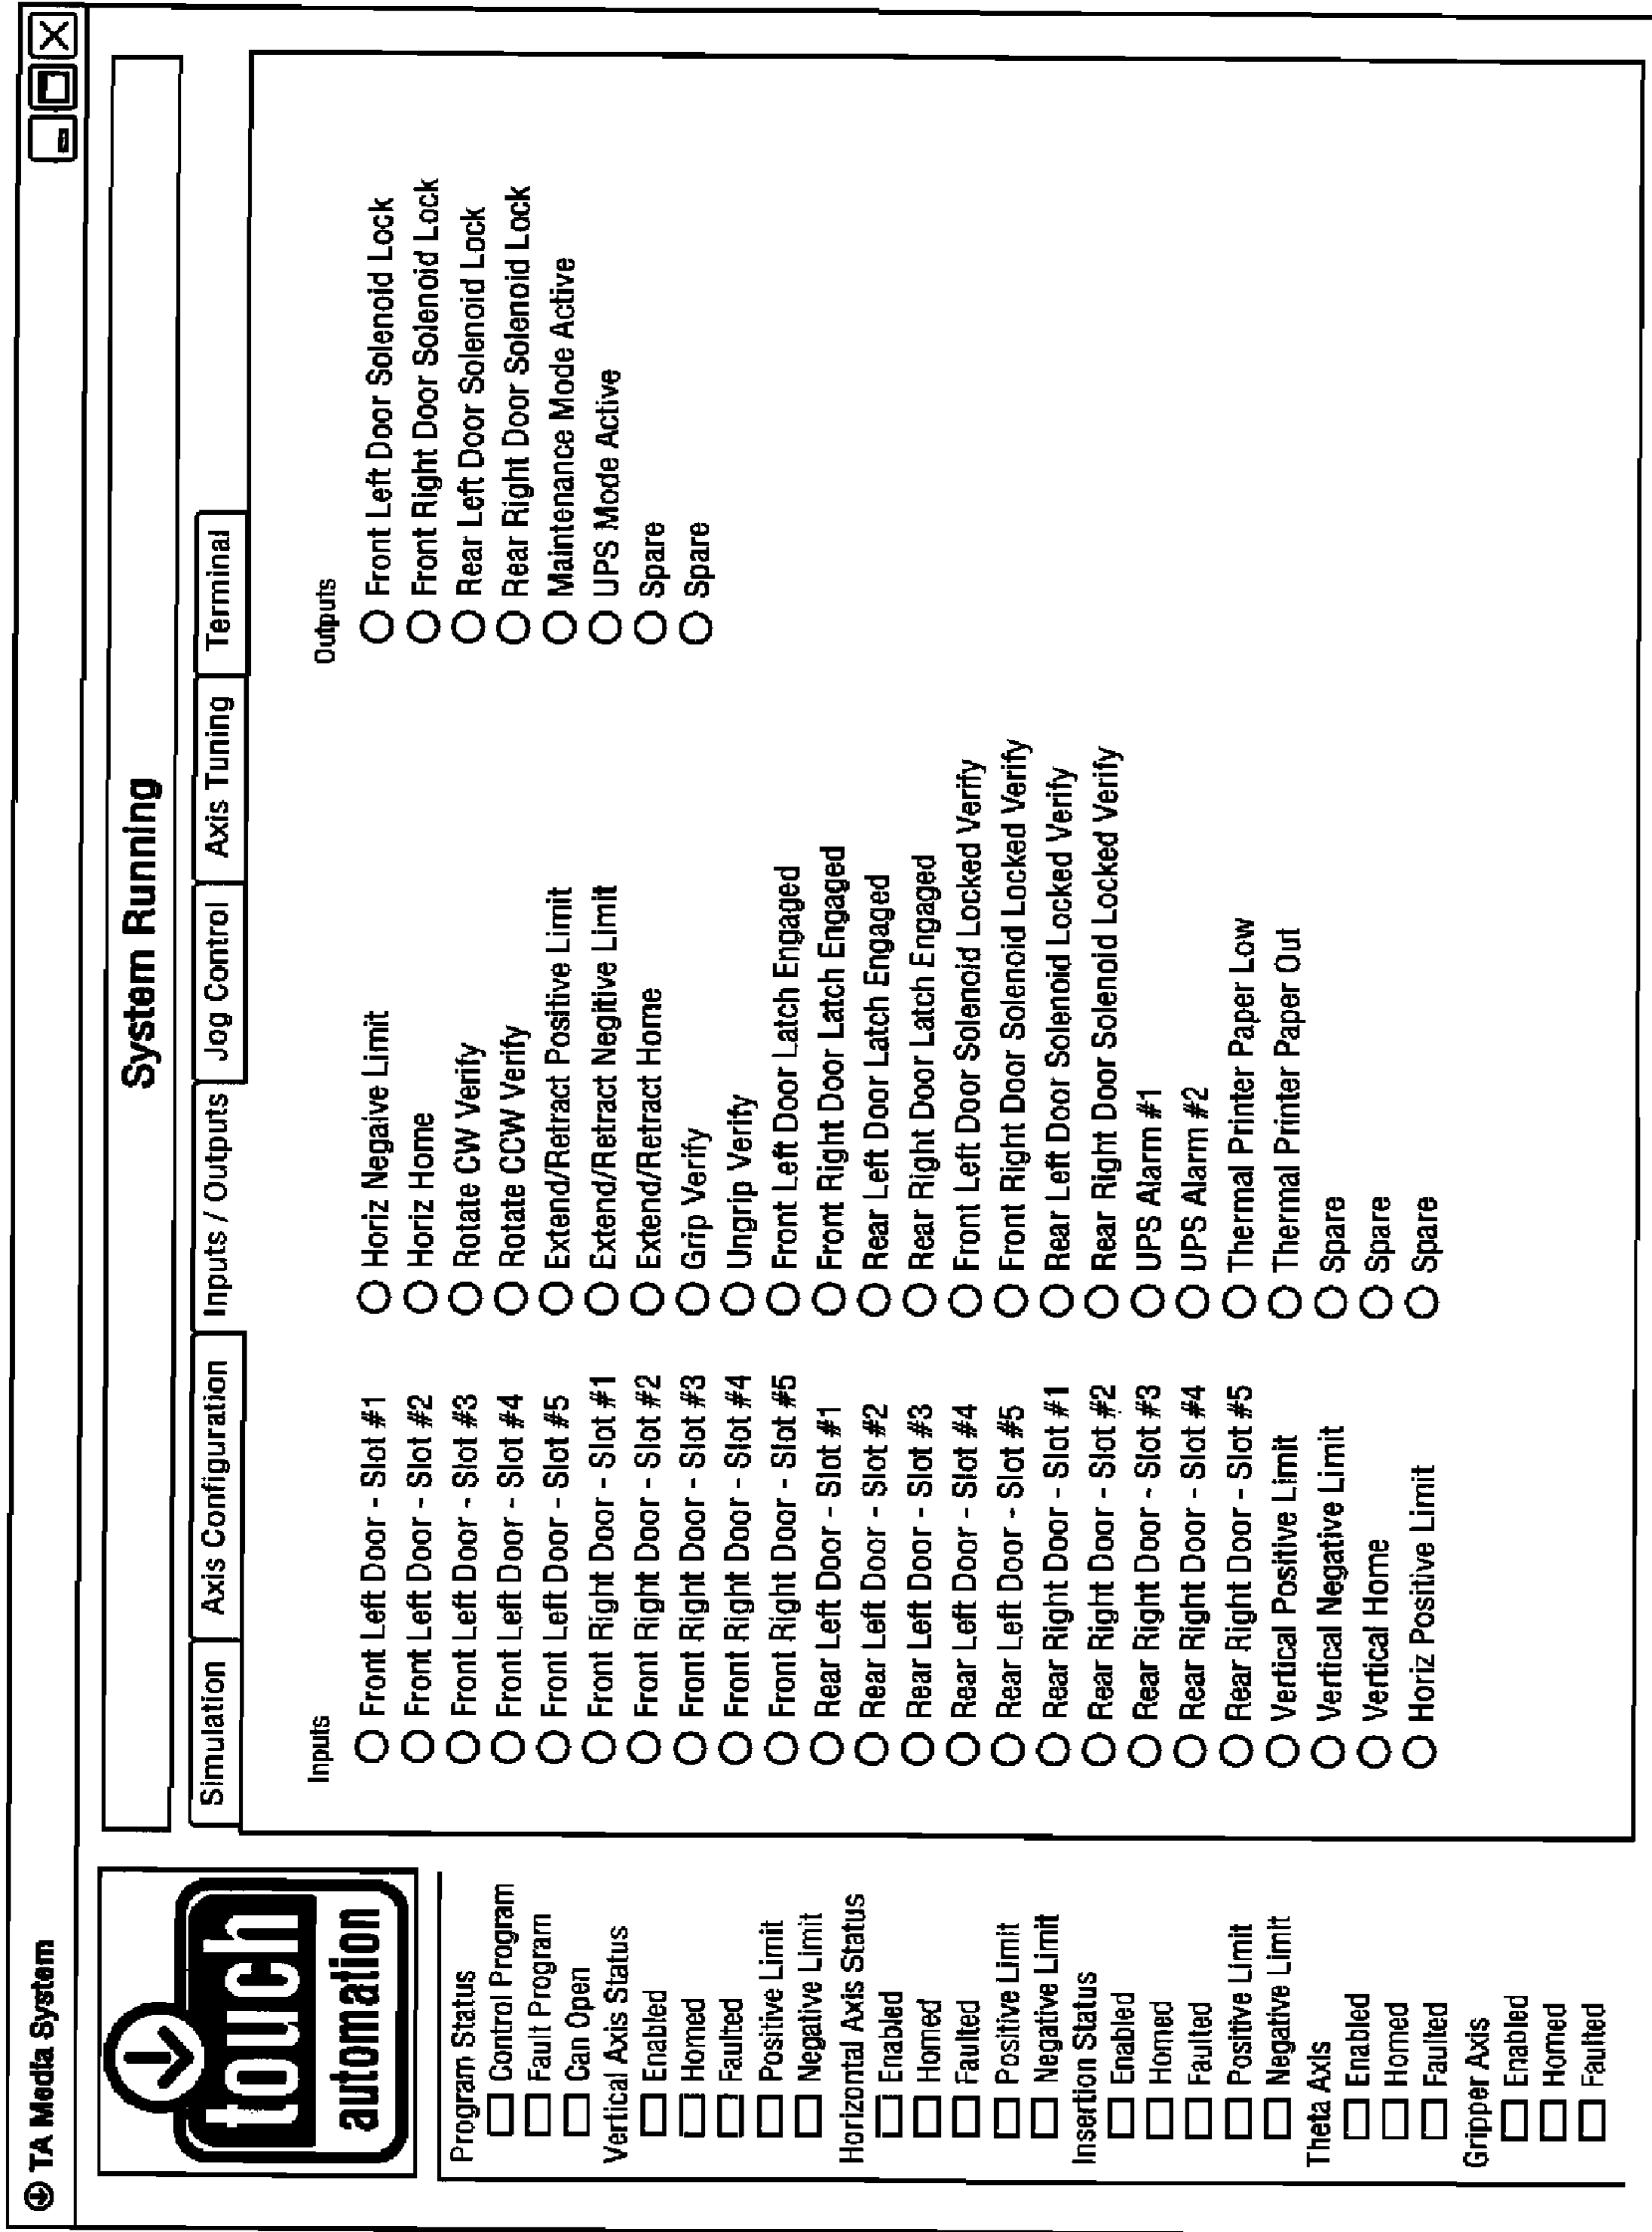 TA Media System
touch
automation
System Running
Simulation
Axis Configuration
Inputs / Outputs
Jog Control
Axis Tuning
Terminal
Program Status
Control Program
Fault Program
Can Open
Vertical Axis Status
Enabled
Homed
Faulted
Positive Limit
Negative Limit
Horizontal Axis Status
Enabled
Homed
Faulted
Positive Limit
Negative Limit
Insertion Status
Enabled
Homed
Faulted
Positive Limit
Negative Limit
Theta Axis
Enabled
Homed
Faulted
Gripper Axis
Enabled
Homed
Faulted
Inputs
Front Left Door - Slot #1
Front Left Door - Slot #2
Front Left Door - Slot #3
Front Left Door - Slot #4
Front Left Door - Slot #5
Front Right Door - Slot #1
Front Right Door - Slot #2
Front Right Door - Slot #3
Front Right Door - Slot #4
Front Right Door - Slot #5
Rear Left Door - Slot #1
Rear Left Door - Slot #2
Rear Left Door - Slot #3
Rear Left Door - Slot #4
Rear Left Door - Slot #5
Rear Right Door - Slot #1
Rear Right Door - Slot #2
Rear Right Door - Slot #3
Rear Right Door - Slot #4
Rear Right Door - Slot #5
Vertical Positive Limit
Vertical Negative Limit
Vertical Home
Horiz Positive Limit
Horiz Negaive Limit
Horiz Home
Rotate CW Verify
Rotate CCW Verify
Extend/Retract Positive Limit
Extend/Retract Negitive Limit
Extend/Retract Home
Grip Verify
Ungrip Verify
Front Left Door Latch Engaged
Front Right Door Latch Engaged
Rear Left Door Latch Engaged
Rear Right Door Latch Engaged
Front Left Door Solenoid Locked Verify
Front Right Door Solenoid Locked Verify
Rear Left Door Solenoid Locked Verify
Rear Right Door Solenoid Locked Verify
UPS Alarm #1
UPS Alarm #2
Thermal Printer Paper Low
Thermal Printer Paper Out
Spare
Spare
Spare
Outputs
Front Left Door Solenoid Lock
Front Right Door Solenoid Lock
Rear Left Door Solenoid Lock
Rear Right Door Solenoid Lock
Maintenance Mode Active
UPS Mode Active
Spare
Spare